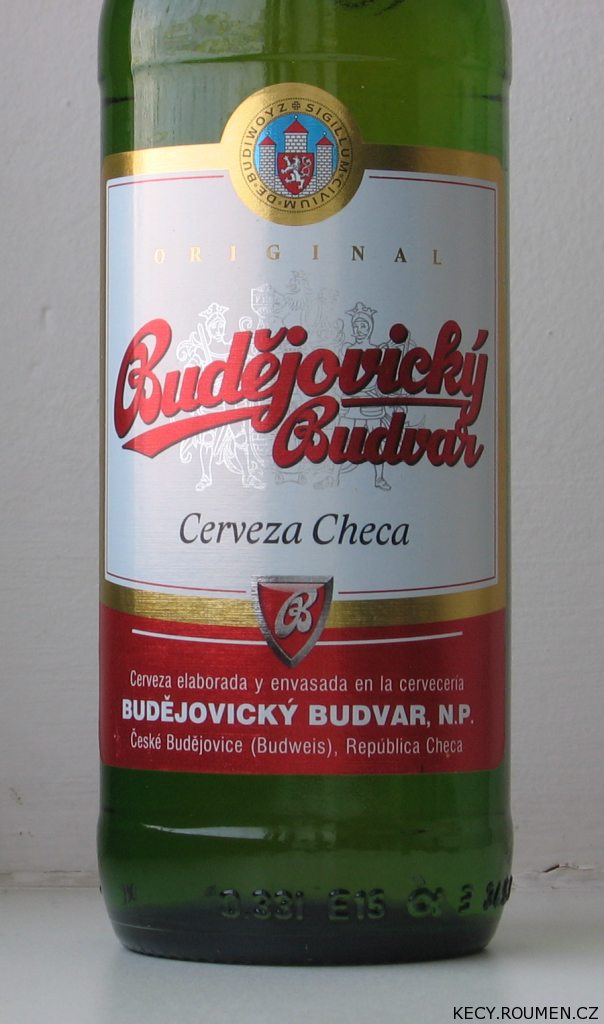 SIGILLUM CIVIUM DE BUDIWOYZ
ORIGINAL
Budějovický
Budvar
Cerveza Checa
B
Cerveza elaborada y envasada en la cervecería
BUDĚJOVICKÝ BUDVAR, N.P.
České Budějovice (Budweis), República Checa
0.33l E15
KECY.ROUMEN.CZ